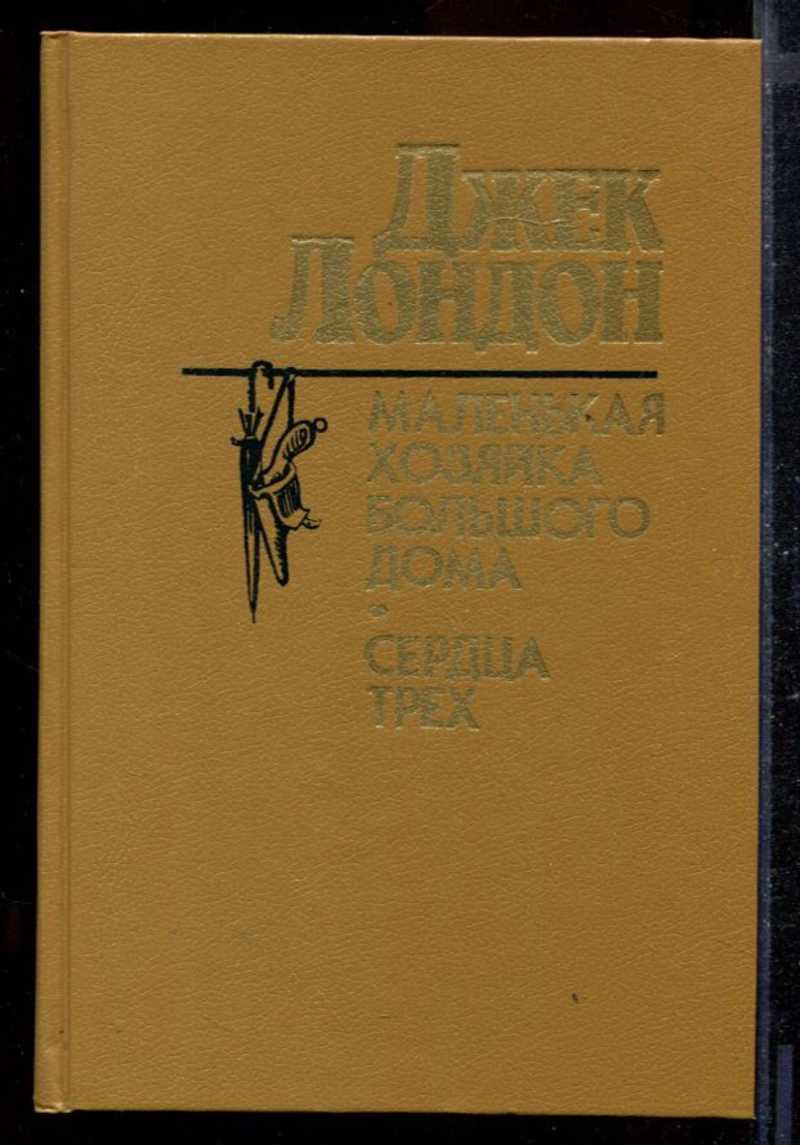 ДЖЕК
ЛОНДОН
МАЛЕНЬКАЯ
ХОЗЯЙКА
БОЛЬШОГО
ДОМА
•
СЕРДЦА
ТРЕХ